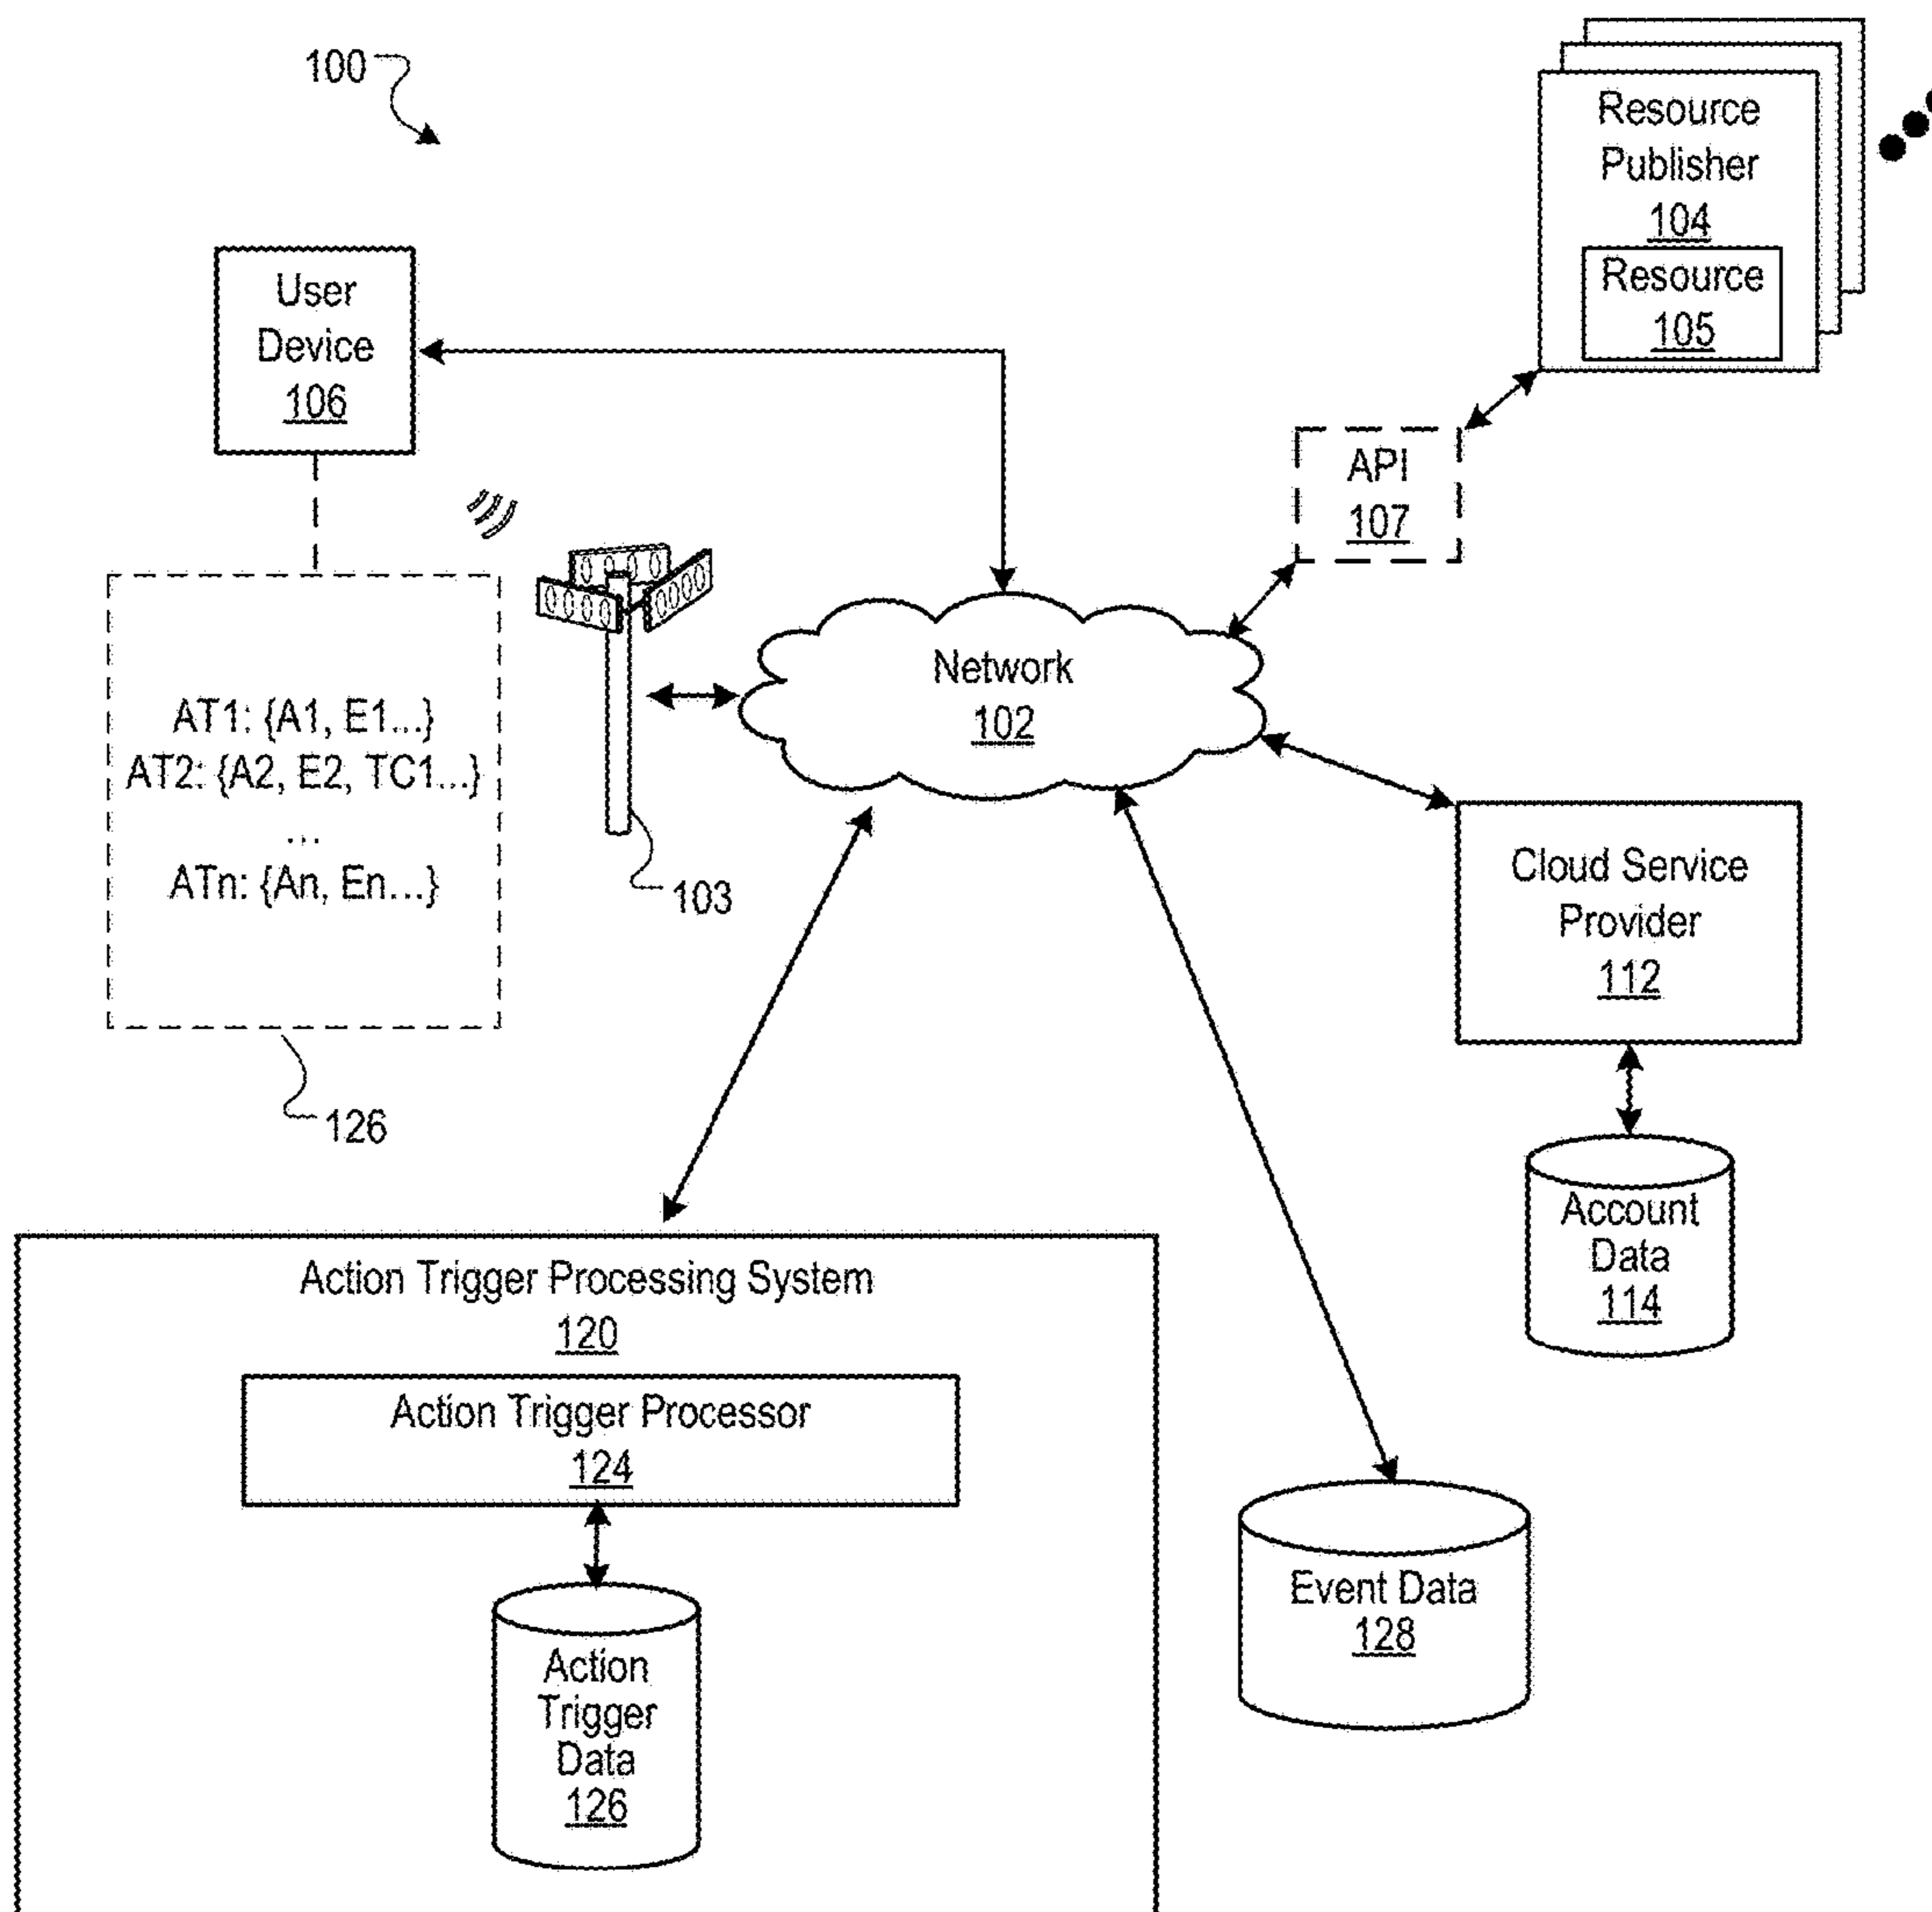 100
Resource
Publisher
104
Resource
105
User
Device
106
API
107
Network
102
AT1: {A1, E1...}
AT2: {A2, E2, TC1...}
...
ATn: {An, En...}
103
126
Cloud Service
Provider
112
Account
Data
114
Action Trigger Processing System
120
Action Trigger Processor
124
Action
Trigger
Data
126
Event Data
128